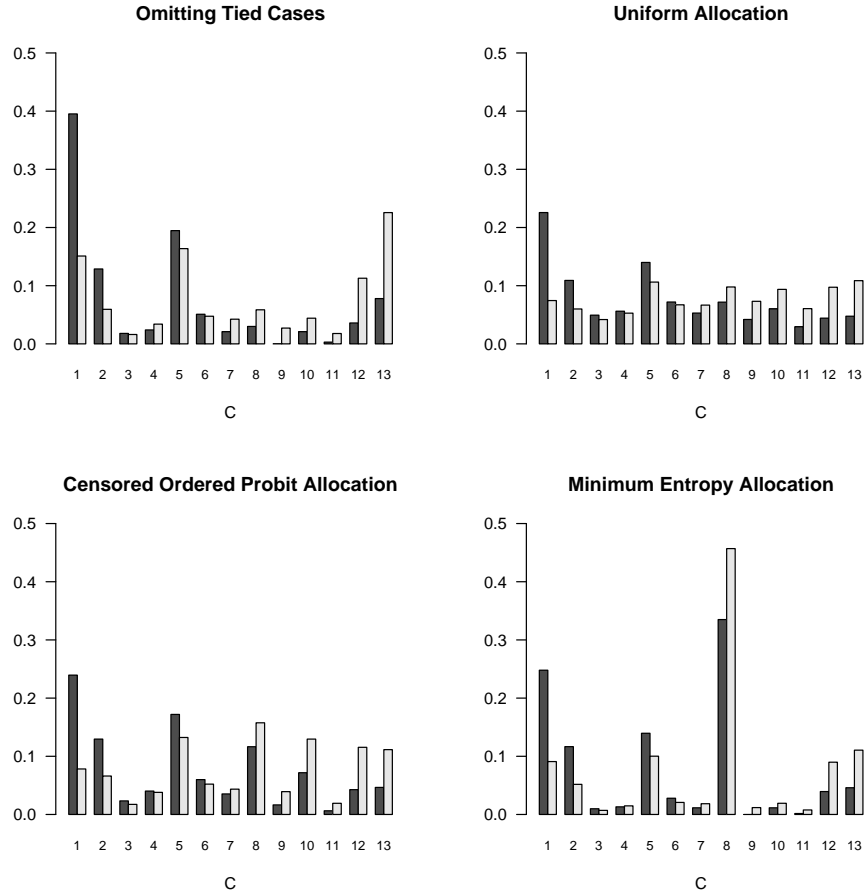 Omitting Tied Cases
0.5
0.4
0.3
0.2
0.1
0.0
1 2 3 4 5 6 7 8 9 10 11 12 13
C
Uniform Allocation
0.5
0.4
0.3
0.2
0.1
0.0
1 2 3 4 5 6 7 8 9 10 11 12 13
C
Censored Ordered Probit Allocation
0.5
0.4
0.3
0.2
0.1
0.0
1 2 3 4 5 6 7 8 9 10 11 12 13
C
Minimum Entropy Allocation
0.5
0.4
0.3
0.2
0.1
0.0
1 2 3 4 5 6 7 8 9 10 11 12 13
C